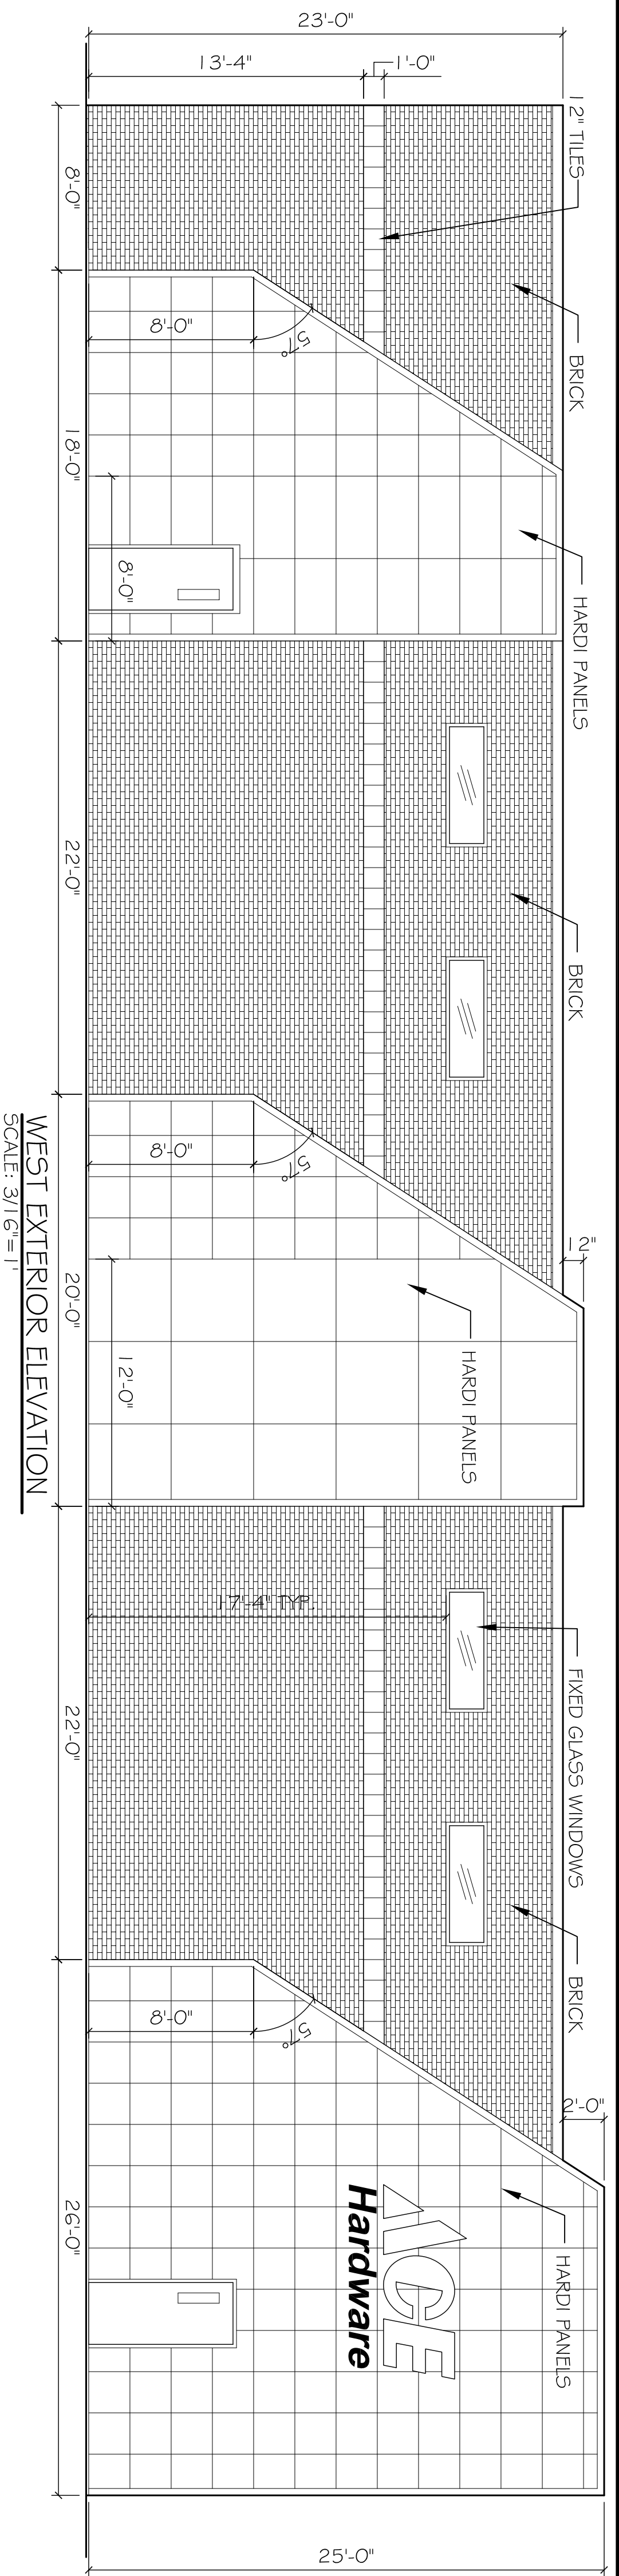 23'-0"
13'-4"
1'-0"
12" TILES
BRICK
HARDI PANELS
BRICK
12"
HARDI PANELS
FIXED GLASS WINDOWS
BRICK
2'-0"
HARDI PANELS
25'-0"
8'-0"
57°
8'-0"
8'-0"
57°
12'-0"
17'-4" TYP.
8'-0"
57°
ACE
Hardware
8'-0"
18'-0"
22'-0"
20'-0"
22'-0"
26'-0"
WEST EXTERIOR ELEVATION
SCALE: 3/16"=1'